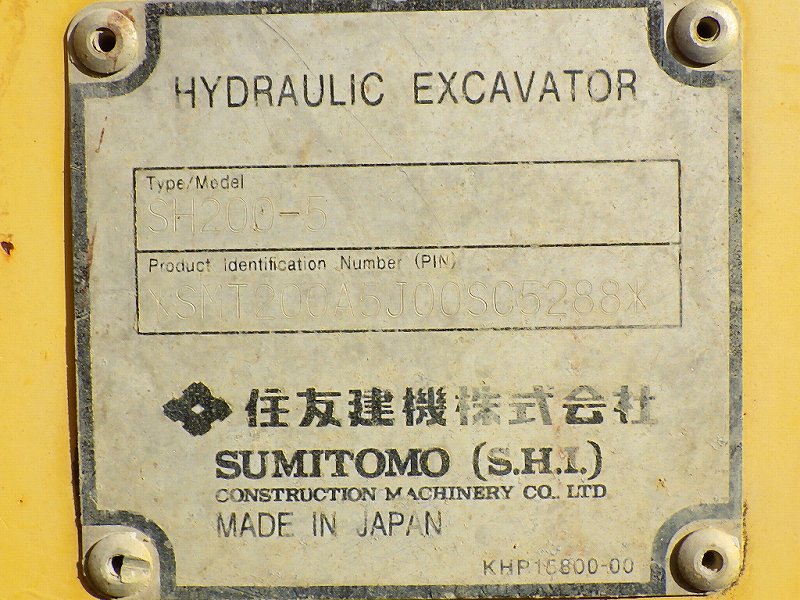 HYDRAULIC EXCAVATOR
Type/Model
SH200-5
Product Identification Number (PIN)
*SMT200A5J00SC5288*
住友建機株式会社
SUMITOMO (S.H.I.)
CONSTRUCTION MACHINERY CO., LTD
MADE IN JAPAN
KHP15800-00